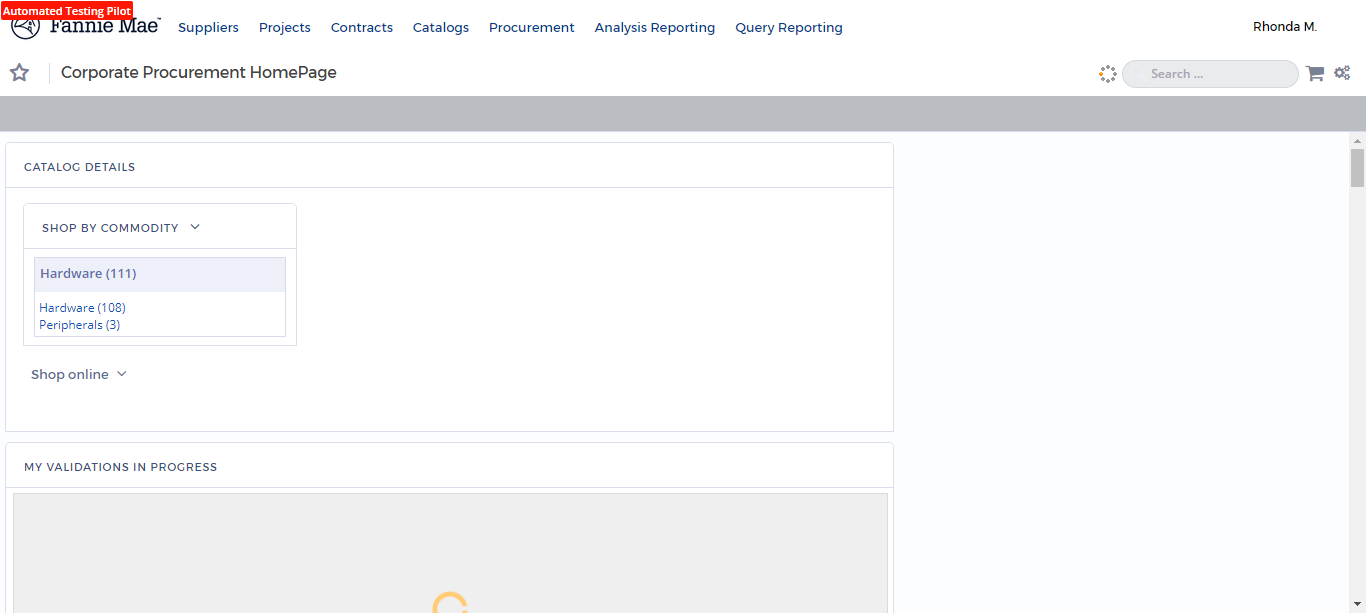 Automated Testing Pilot
Fannie Mae
Suppliers Projects Contracts Catalogs Procurement Analysis Reporting Query Reporting
Rhonda M.
Corporate Procurement HomePage
Search ...
CATALOG DETAILS
SHOP BY COMMODITY
Hardware (111)
Hardware (108)
Peripherals (3)
Shop online
MY VALIDATIONS IN PROGRESS